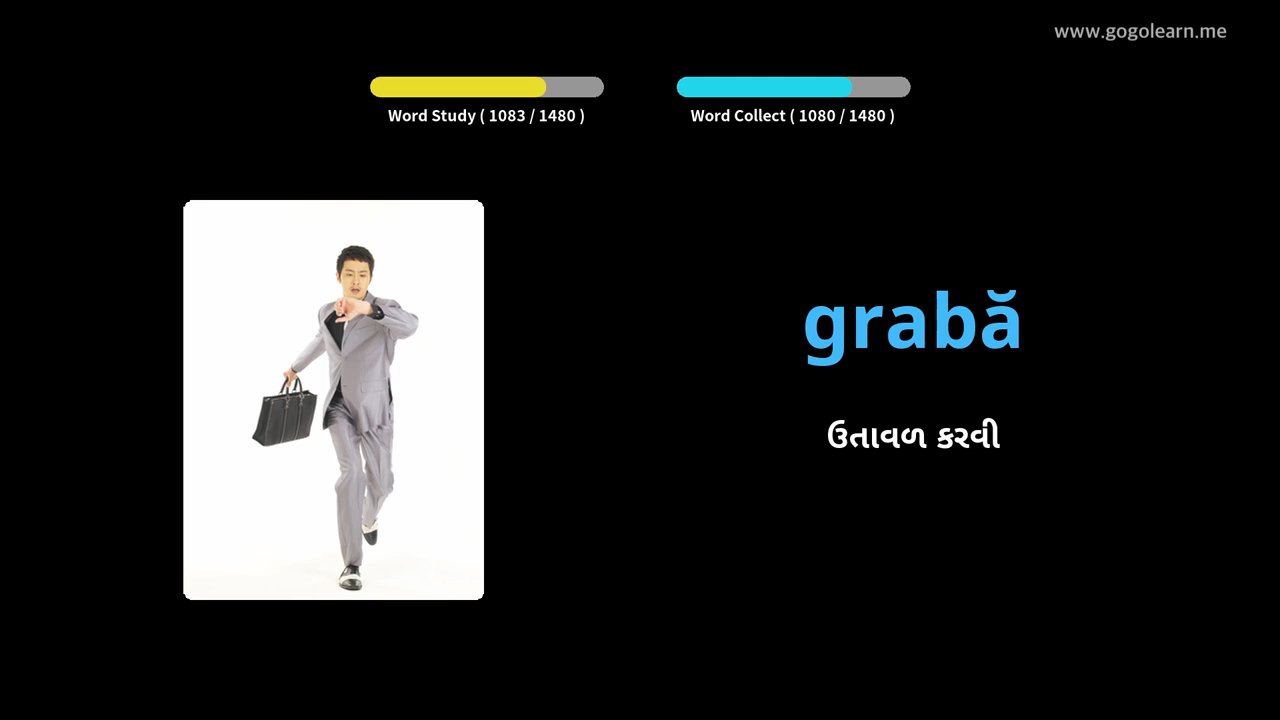 www.gogolearn.me
Word Study ( 1083 / 1480 )
Word Collect ( 1080 / 1480 )
grabă
ઉતાવળ કરવી